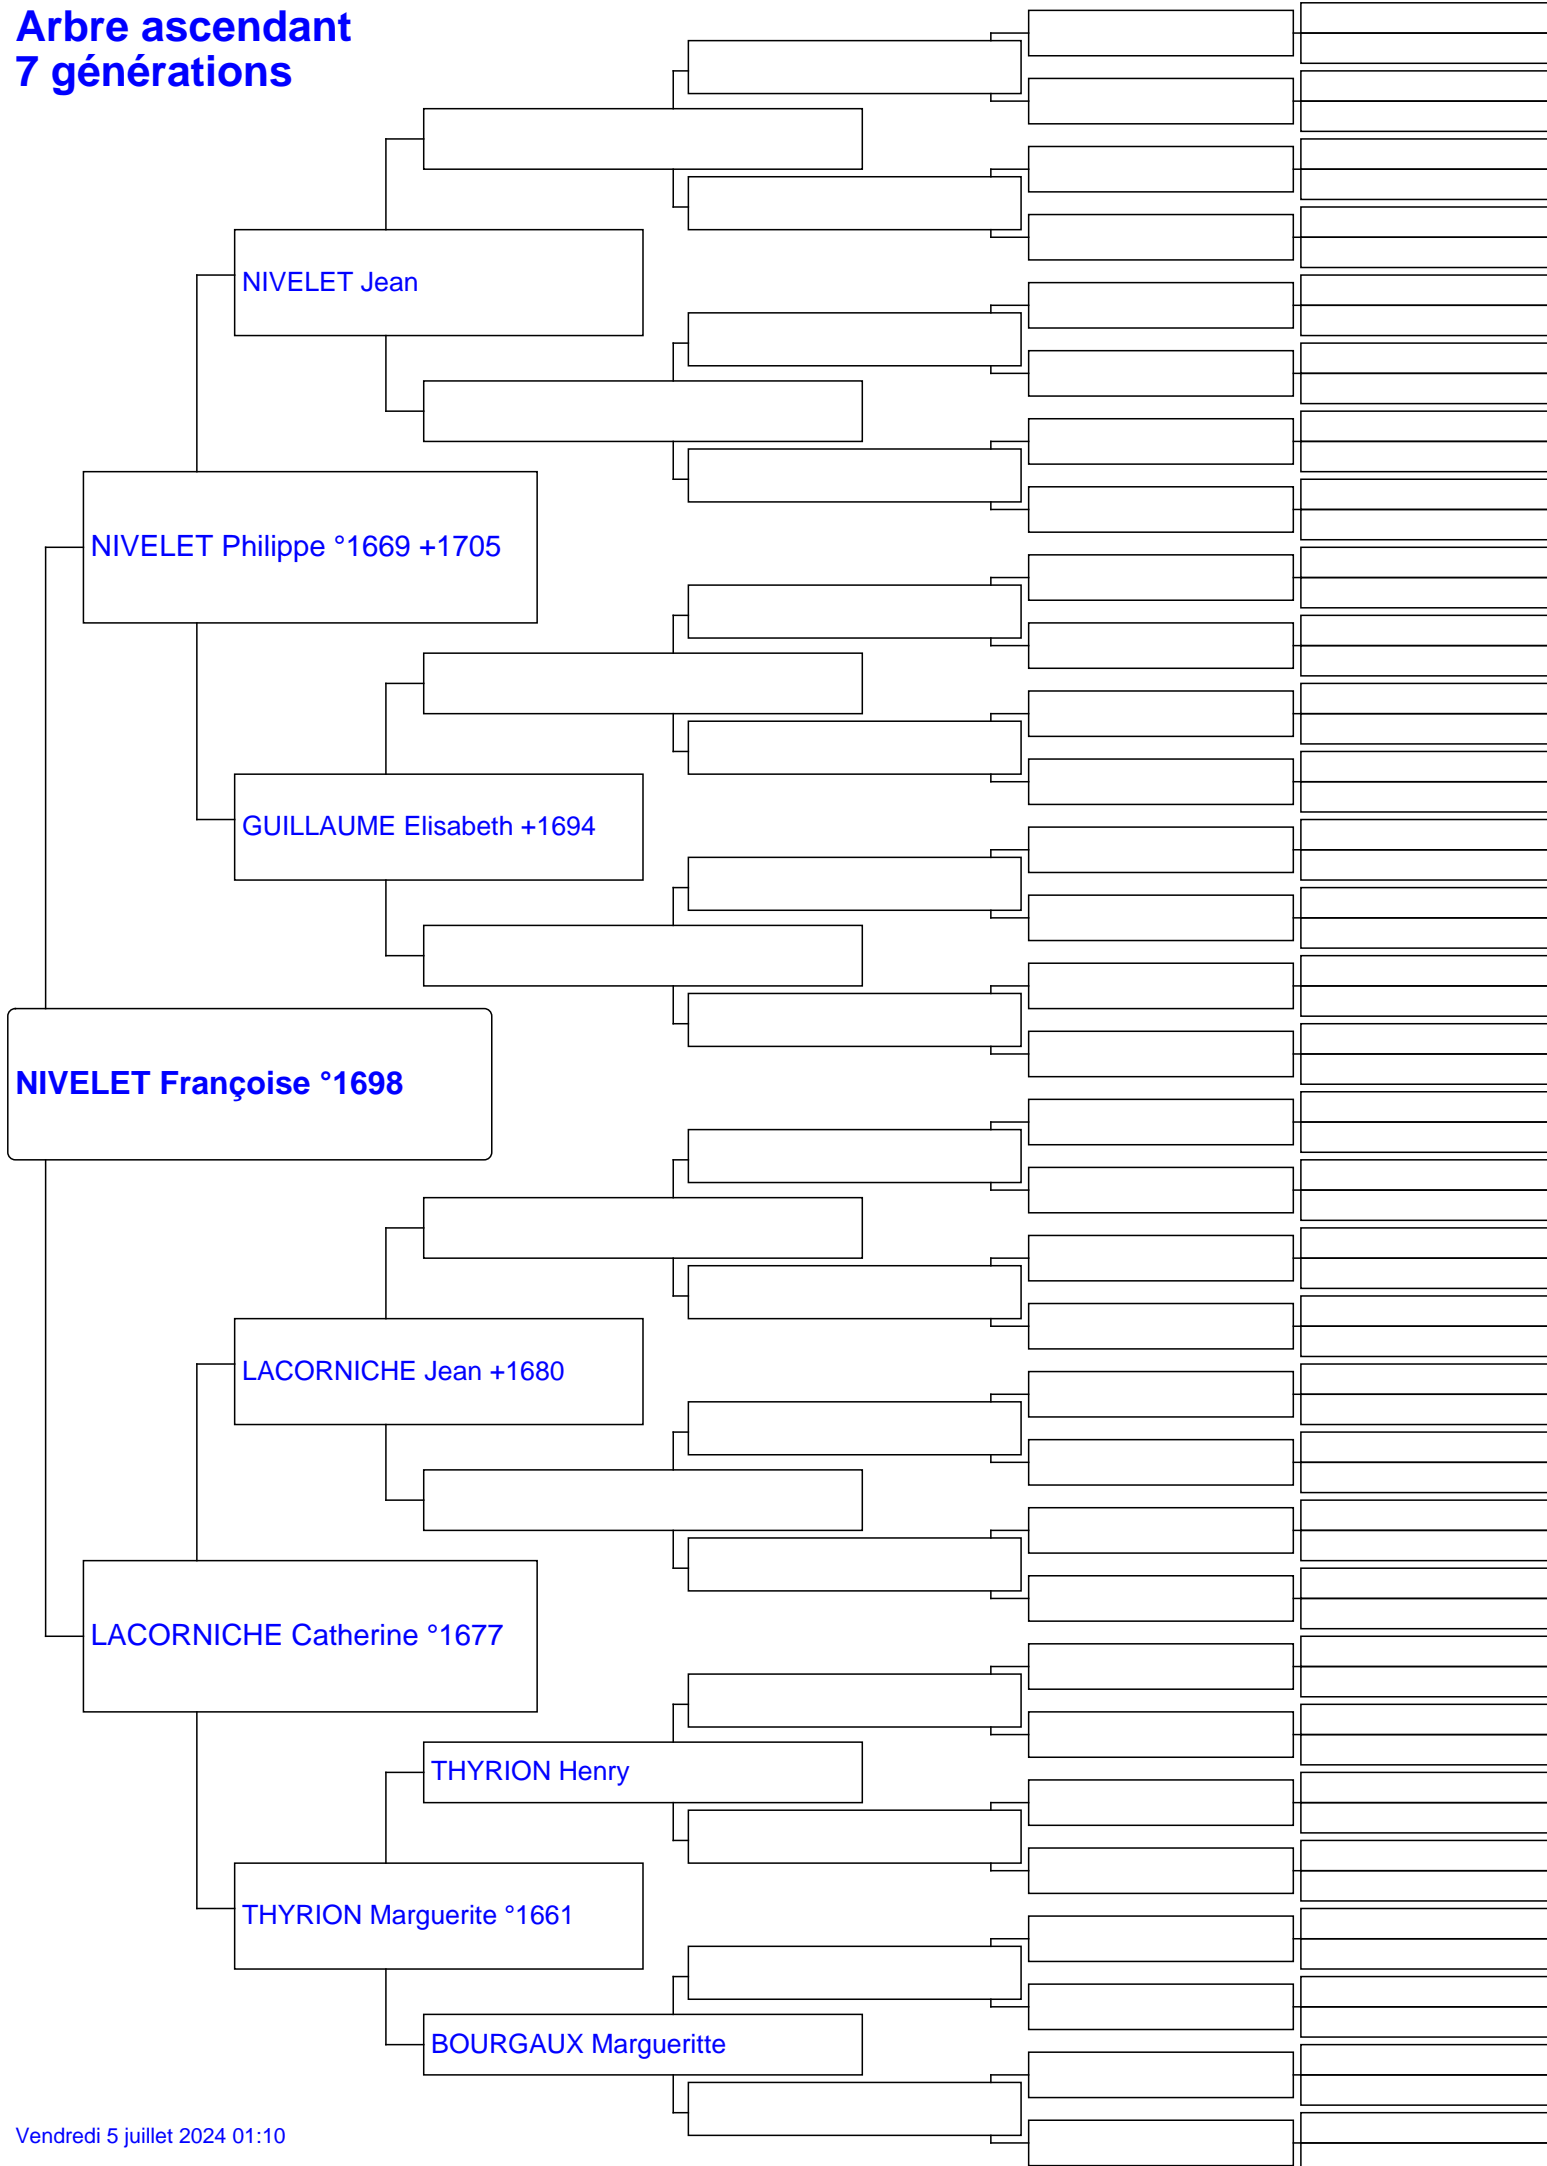 Arbre ascendant
7 générations
NIVELET Jean
NIVELET Philippe °1669 +1705
GUILLAUME Elisabeth +1694
NIVELET Françoise °1698
LACORNICHE Jean +1680
LACORNICHE Catherine °1677
THYRION Henry
THYRION Marguerite °1661
BOURGAUX Margueritte
Vendredi 5 juillet 2024 01:10